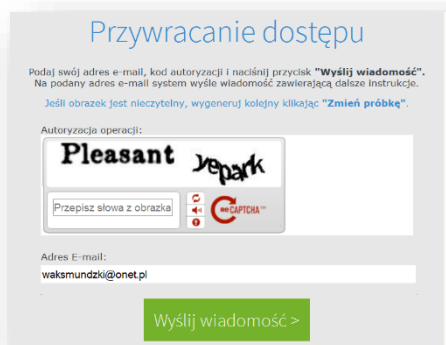 Przywracanie dostępu
Podaj swój adres e-mail, kod autoryzacji i naciśnij przycisk "Wyślij wiadomość".
Na podany adres e-mail system wyśle wiadomość zawierającą dalsze instrukcje.
Jeśli obrazek jest nieczytelny, wygeneruj kolejny klikając "Zmień próbkę".
Autoryzacja operacji:
Pleasant yepark
Przepisz słowa z obrazka
reCAPTCHA™
Adres E-mail:
waksmundzki@onet.pl
Wyślij wiadomość >